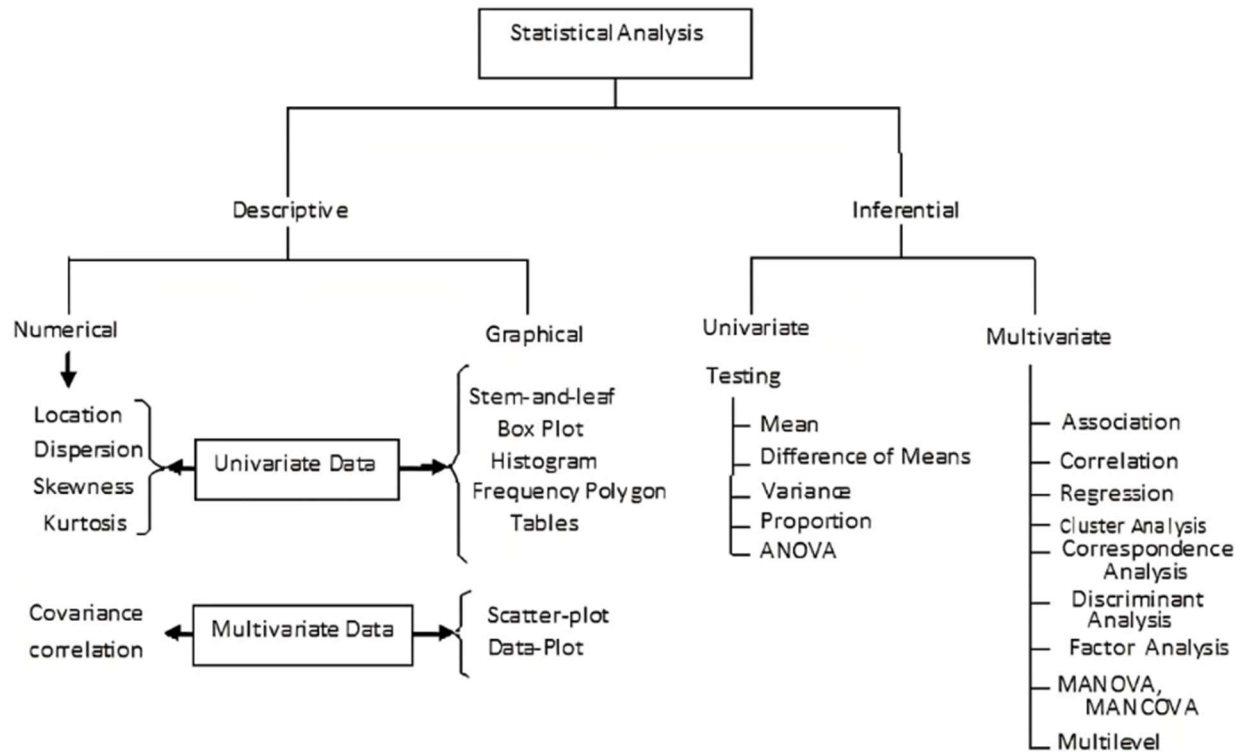 Statistical Analysis
Descriptive
Inferential
Numerical
Graphical
Univariate
Multivariate
Location
Dispersion
Skewness
Kurtosis
Univariate Data
Stem-and-leaf
Box Plot
Histogram
Frequency Polygon
Tables
Covariance
correlation
Multivariate Data
Scatter-plot
Data-Plot
Testing
Mean
Difference of Means
Variance
Proportion
ANOVA
Association
Correlation
Regression
Cluster Analysis
Correspondence
Analysis
Discriminant
Analysis
Factor Analysis
MANOVA,
MANCOVA
Multilevel